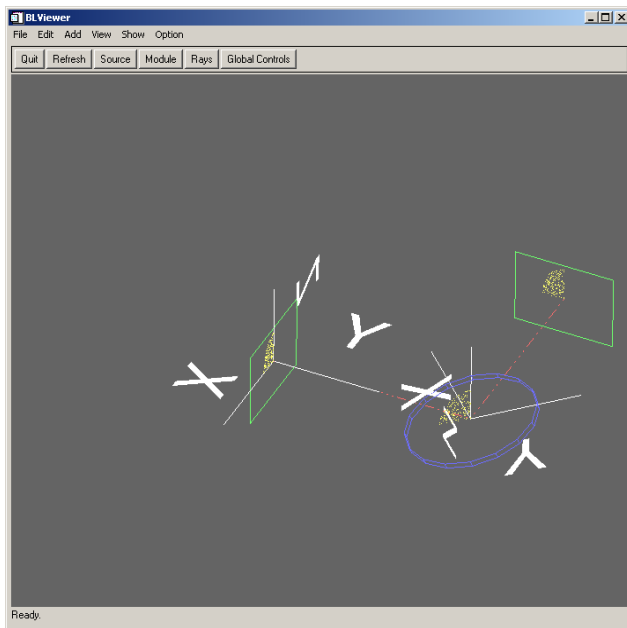 BLViewer
File Edit Add View Show Option
Quit Refresh Source Module Rays Global Controls
Z
Y
X
X
Z
Y
Ready.